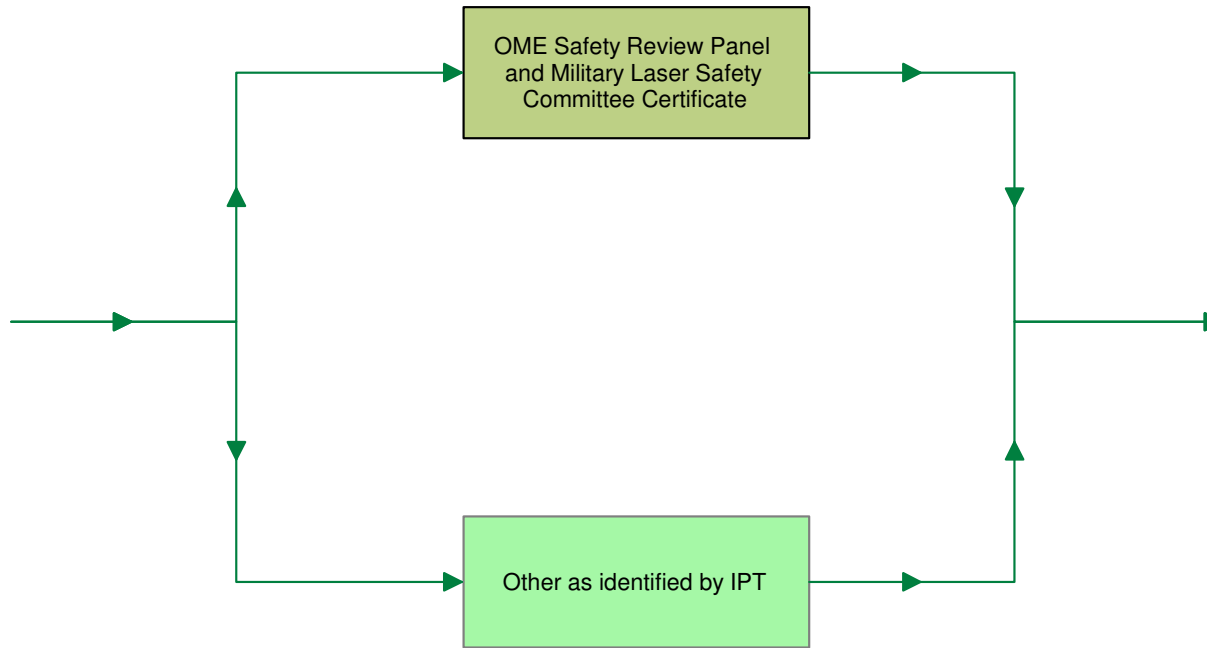 OME Safety Review Panel
and Military Laser Safety
Committee Certificate
Other as identified by IPT